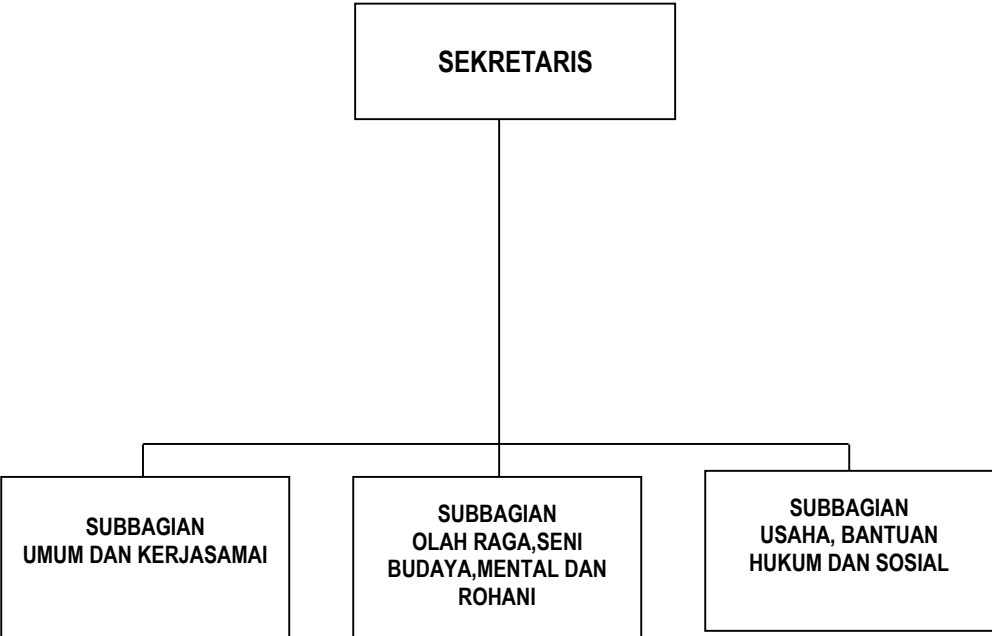 SEKRETARIS
SUBBAGIAN
UMUM DAN KERJASAMAI
SUBBAGIAN
OLAH RAGA,SENI
BUDAYA,MENTAL DAN
ROHANI
SUBBAGIAN
USAHA, BANTUAN
HUKUM DAN SOSIAL